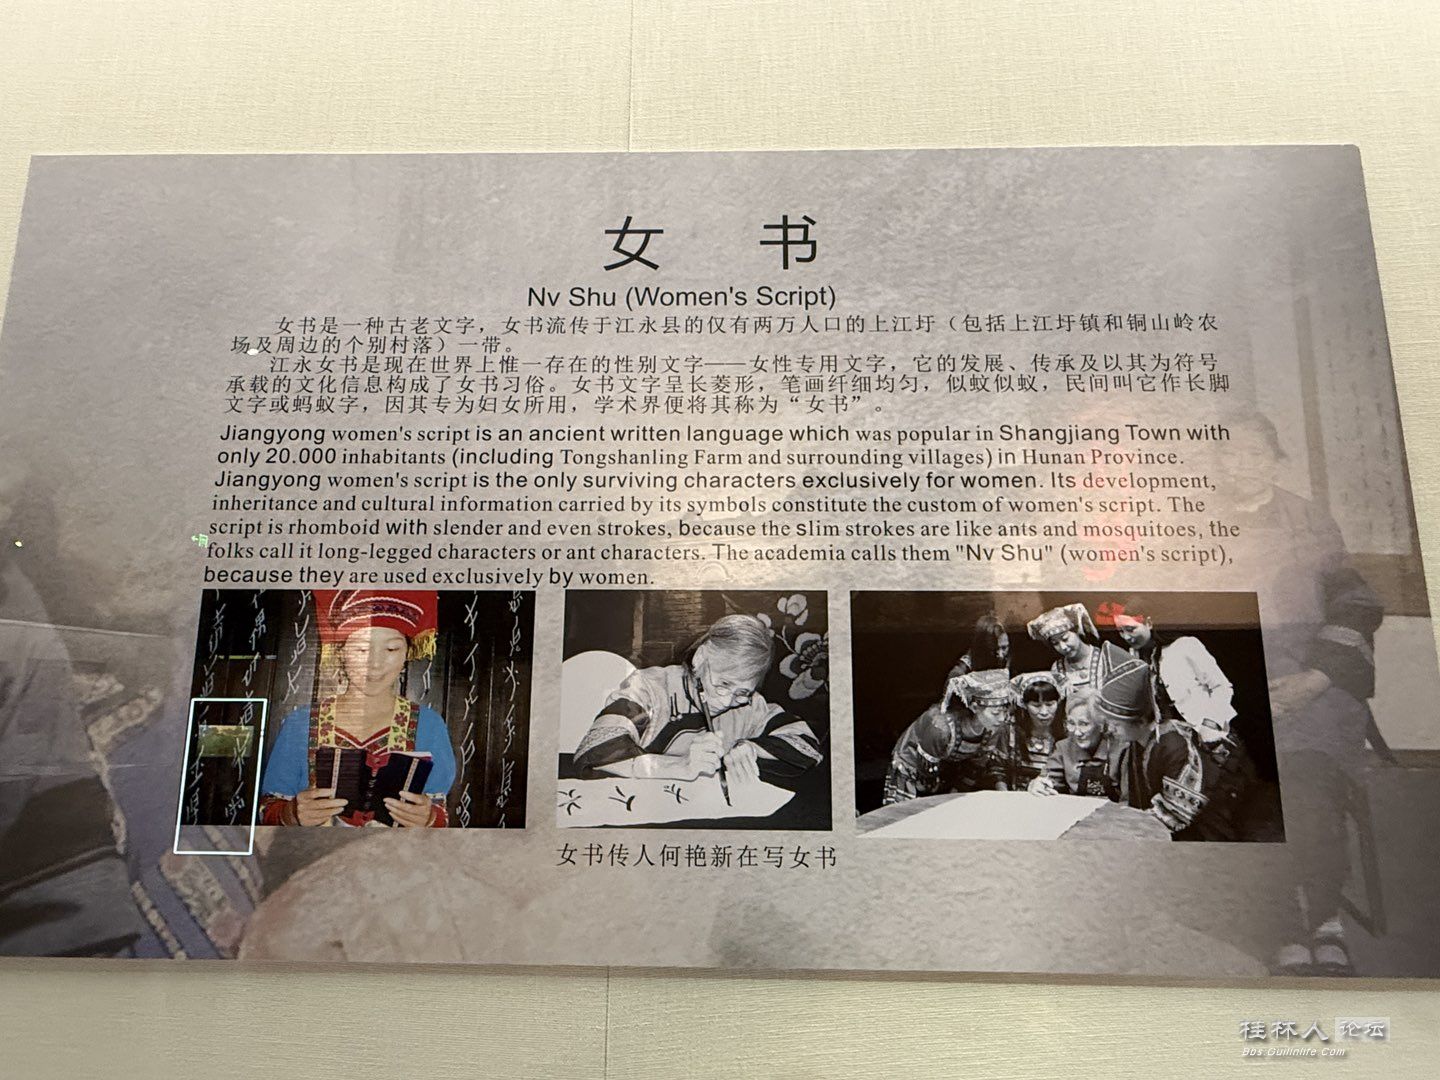 女 书
Nv Shu (Women's Script)
女书是一种古老文字，女书流传于江永县的仅有两万人口的上江圩（包括上江圩镇和铜山岭农
场及周边的个别村落）一带。
江永女书是现在世界上惟一存在的性别文字——女性专用文字，它的发展、传承及以其为符号
承载的文化信息构成了女书习俗。女书文字呈长菱形，笔画纤细均匀，似蚊似蚁，民间叫它作长脚
文字或蚂蚁字，因其专为妇女所用，学术界便将其称为“女书”。
Jiangyong women's script is an ancient written language which was popular in Shangjiang Town with
only 20.000 inhabitants (including Tongshanling Farm and surrounding villages) in Hunan Province.
Jiangyong women's script is the only surviving characters exclusively for women. Its development,
inheritance and cultural information carried by its symbols constitute the custom of women's script. The
script is rhomboid with slender and even strokes, because the slim strokes are like ants and mosquitoes, the
folks call it long-legged characters or ant characters. The academia calls them "Nv Shu" (women's script),
because they are used exclusively by women.
女书传人何艳新在写女书
桂林人论坛
Bbs.Guilinlife.Com